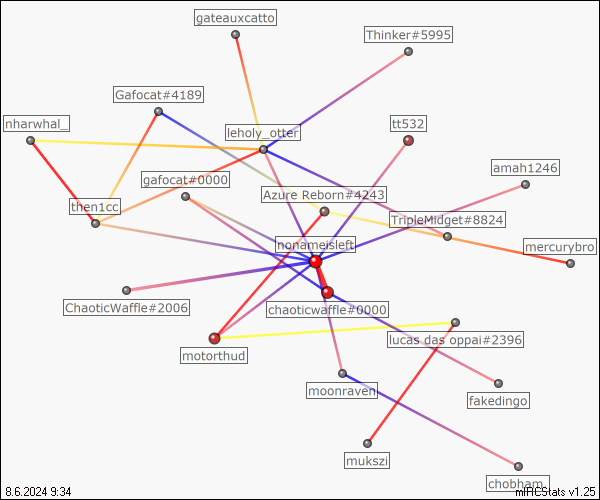 gateauxcatto
Thinker#5995
Gafocat#4189
nharwhal_
leholy_otter
tt532
amah1246
gafocat#0000
Azure Reborn#4243
then1cc
TripleMidget#8824
nonameisleft
mercurybro
ChaoticWaffle#2006
chaoticwaffle#0000
lucas das oppai#2396
motorthud
moonraven
fakedingo
mukszi
chobham_
8.6.2024 9:34
mIRCStats v1.25